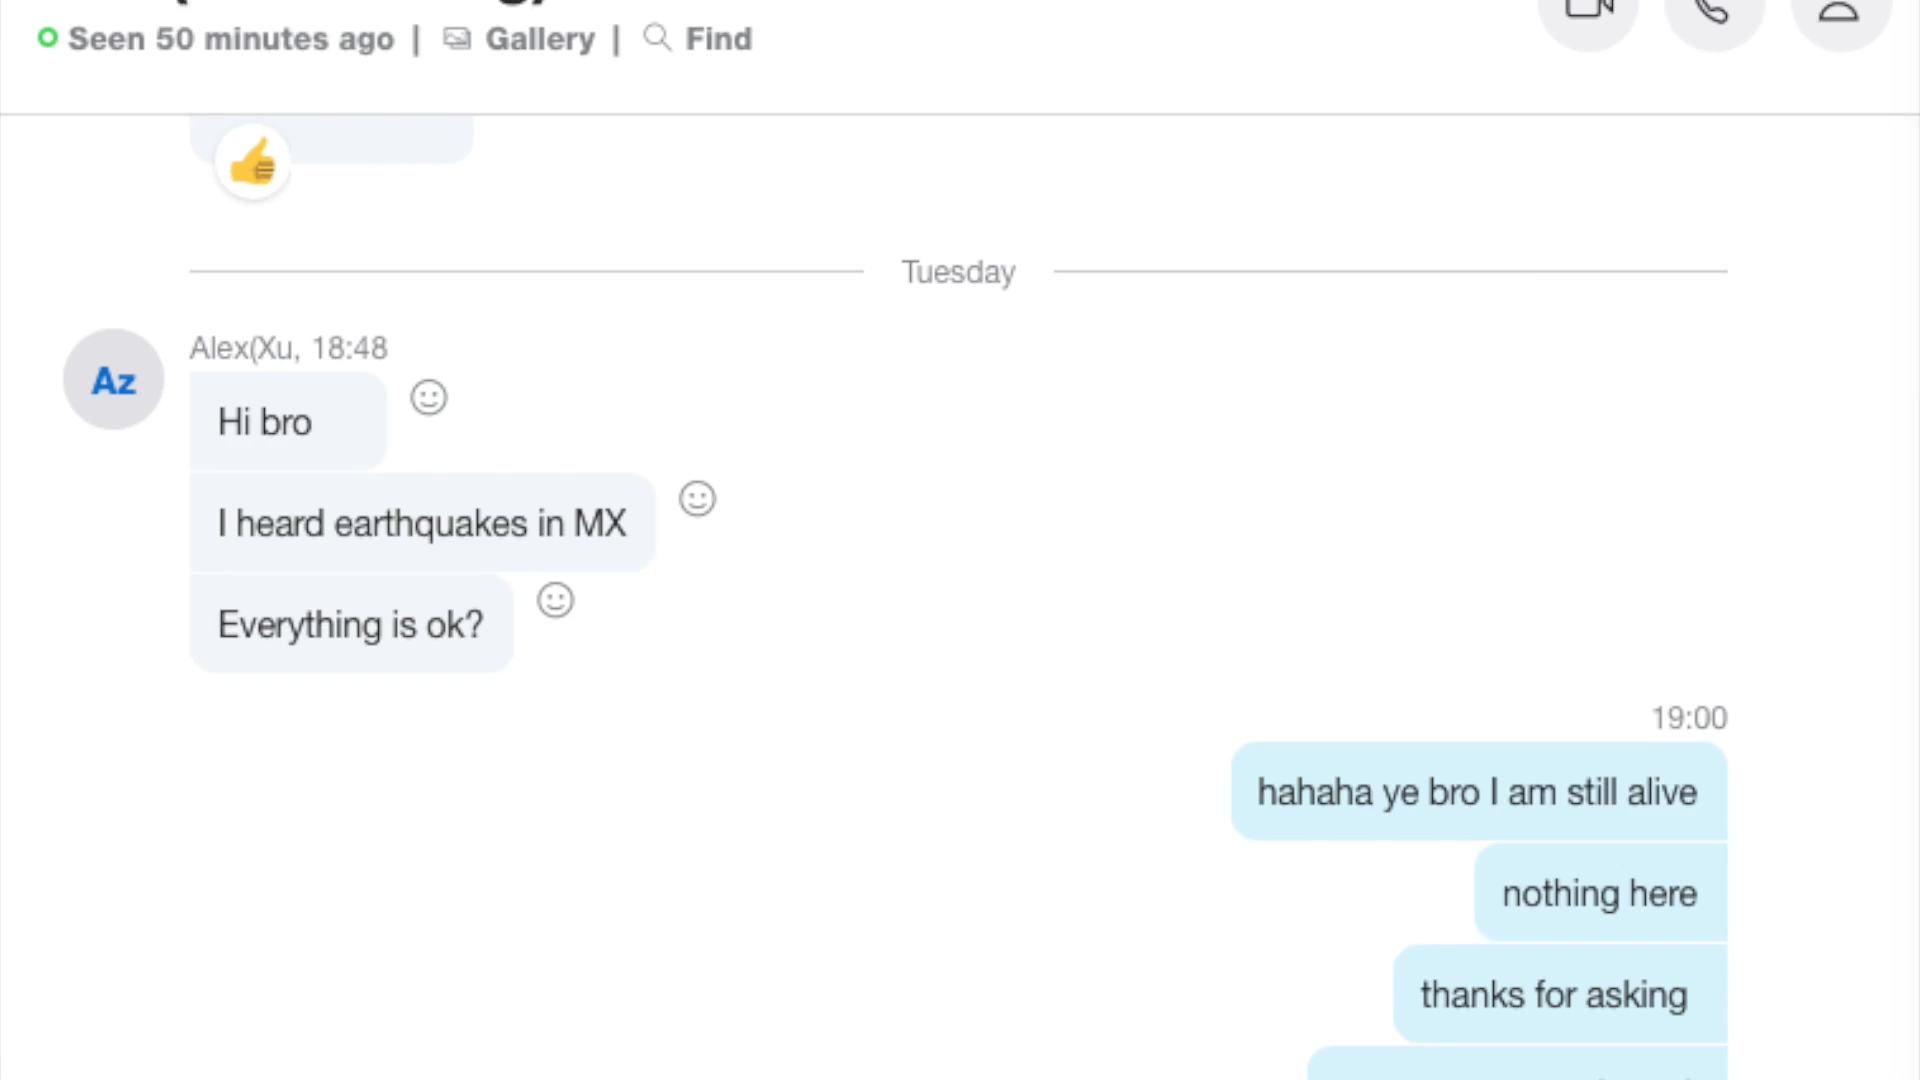 Seen 50 minutes ago | Gallery | Find
Tuesday
Alex(Xu, 18:48
Az
Hi bro
I heard earthquakes in MX
Everything is ok?
19:00
hahaha ye bro I am still alive
nothing here
thanks for asking